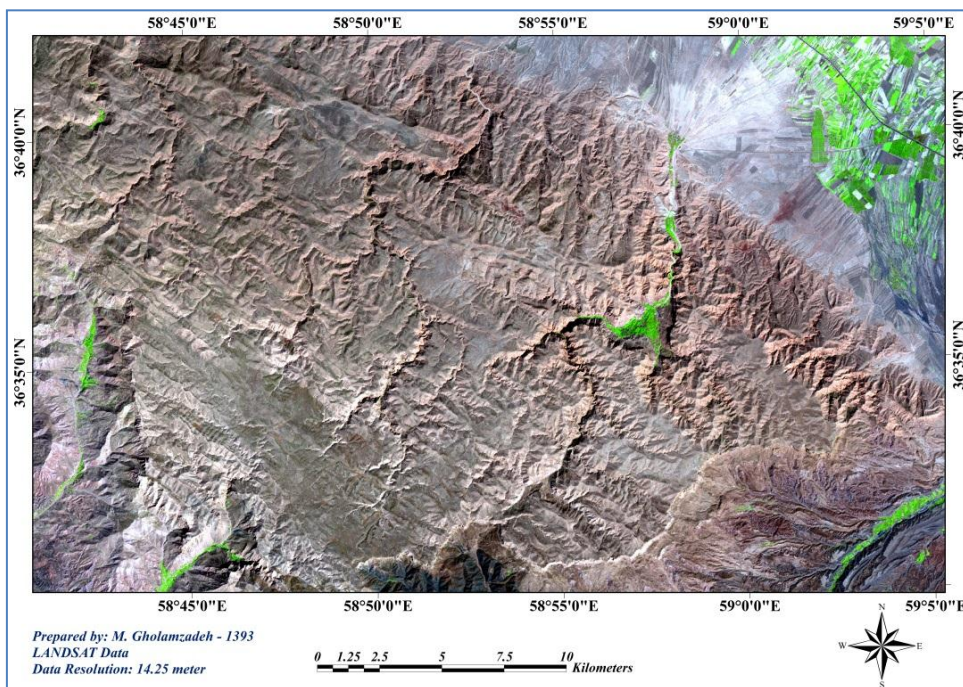 58°45'0"E 58°50'0"E 58°55'0"E 59°0'0"E 59°5'0"E
36°40'0"N 36°40'0"N
36°35'0"N 36°35'0"N
58°45'0"E 58°50'0"E 58°55'0"E 59°0'0"E 59°5'0"E
Prepared by: M. Gholamzadeh - 1393
LANDSAT Data
Data Resolution: 14.25 meter
0 1.25 2.5 5 7.5 10
Kilometers
N
W E
S